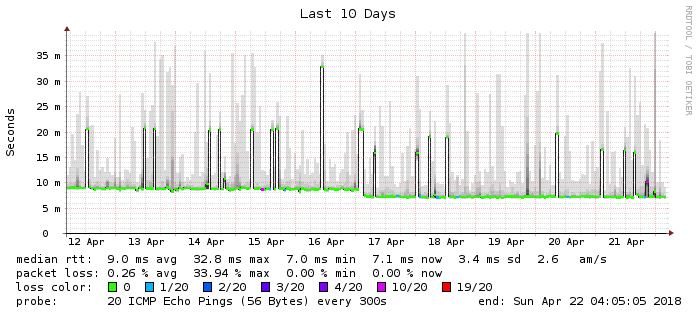 Last 10 Days
RRDTOOL / TOBI OETIKER
Seconds
35 m
30 m
25 m
20 m
15 m
10 m
5 m
0
12 Apr 13 Apr 14 Apr 15 Apr 16 Apr 17 Apr 18 Apr 19 Apr 20 Apr 21 Apr
median rtt: 9.0 ms avg 32.8 ms max 7.0 ms min 7.1 ms now 3.4 ms sd 2.6 am/s
packet loss: 0.26 % avg 33.94 % max 0.00 % min 0.00 % now
loss color: 0 1/20 2/20 3/20 4/20 10/20 19/20
probe: 20 ICMP Echo Pings (56 Bytes) every 300s end: Sun Apr 22 04:05:05 2018